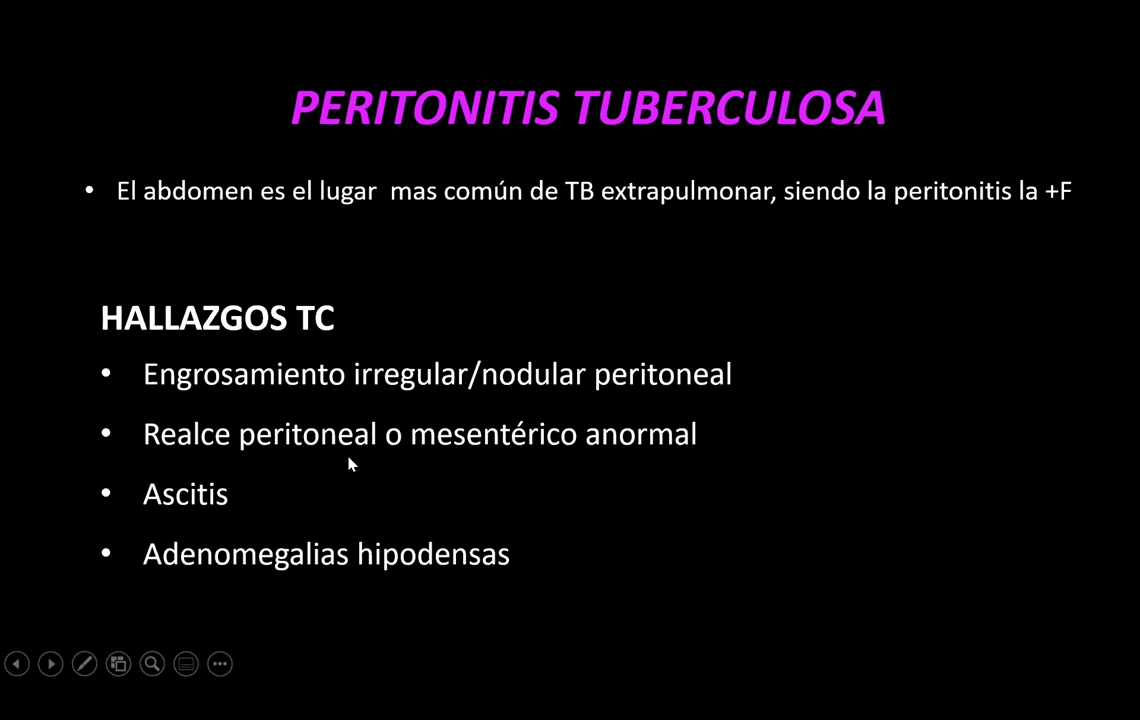 PERITONITIS TUBERCULOSA
• El abdomen es el lugar  mas común de TB extrapulmonar, siendo la peritonitis la +F
HALLAZGOS TC
• Engrosamiento irregular/nodular peritoneal
• Realce peritoneal o mesentérico anormal
• Ascitis
• Adenomegalias hipodensas